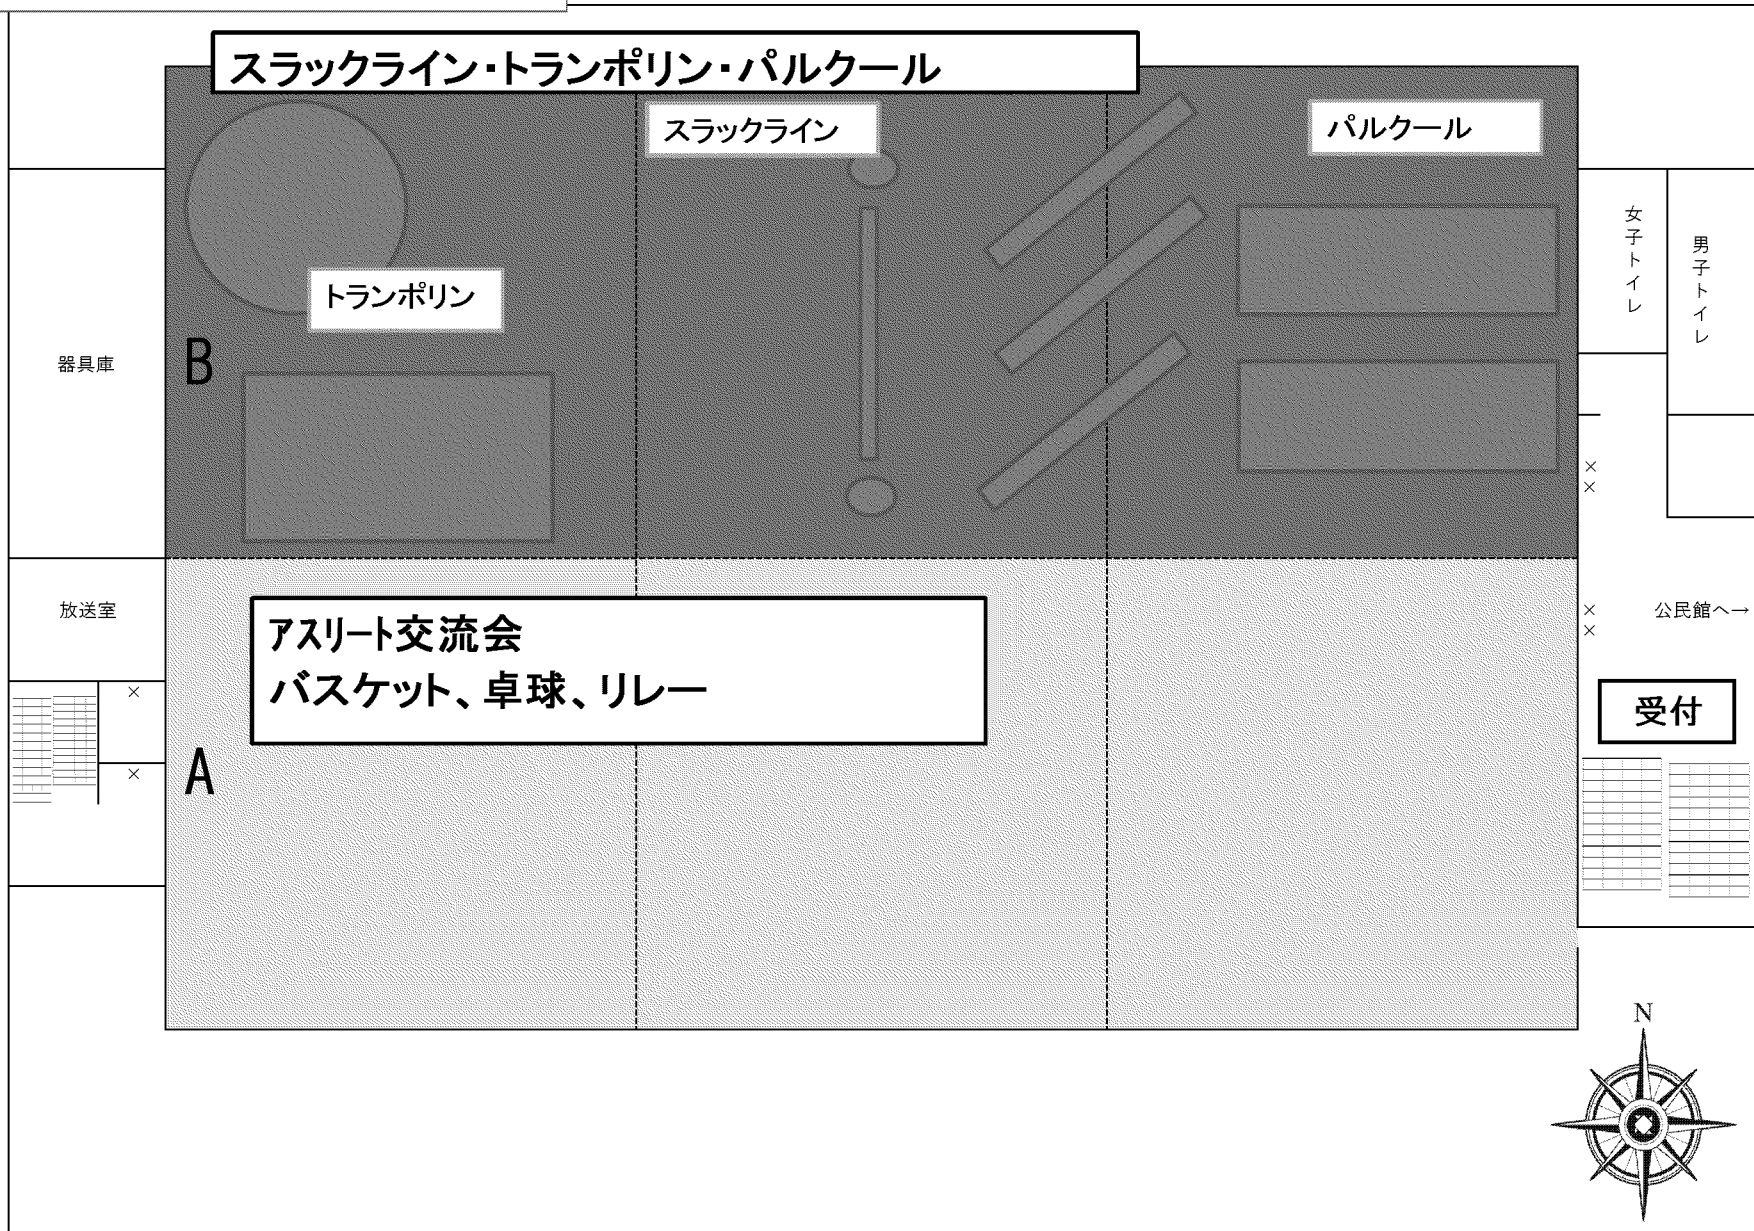 スラックライン・トランポリン・パルクール
スラックライン
パルクール
トランポリン
女子トイレ
男子トイレ
器具庫
B
放送室
アスリート交流会
バスケット、卓球、リレー
公民館へ→
受付
A
N